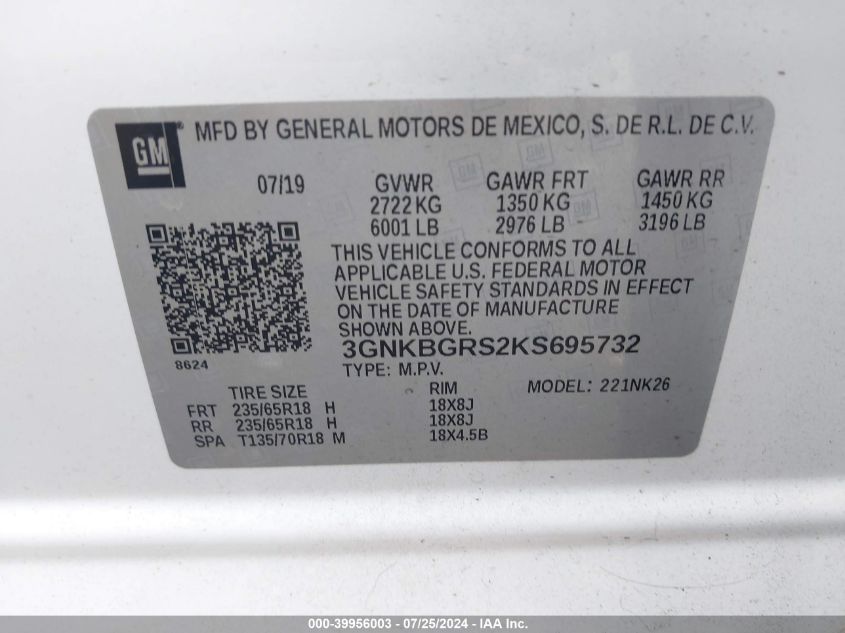 GM ® MFD BY GENERAL MOTORS DE MEXICO, S. DE R.L. DE C.V.
07/19 GVWR GAWR FRT GAWR RR
2722 KG 1350 KG 1450 KG
6001 LB 2976 LB 3196 LB
THIS VEHICLE CONFORMS TO ALL
APPLICABLE U.S. FEDERAL MOTOR
VEHICLE SAFETY STANDARDS IN EFFECT
ON THE DATE OF MANUFACTURE
SHOWN ABOVE.
3GNKBGRS2KS695732
8624
TYPE: M.P.V.
TIRE SIZE RIM MODEL: 221NK26
FRT 235/65R18 H 18X8J
RR 235/65R18 H 18X8J
SPA T135/70R18 M 18X4.5B
000-39956003 - 07/25/2024 - IAA Inc.